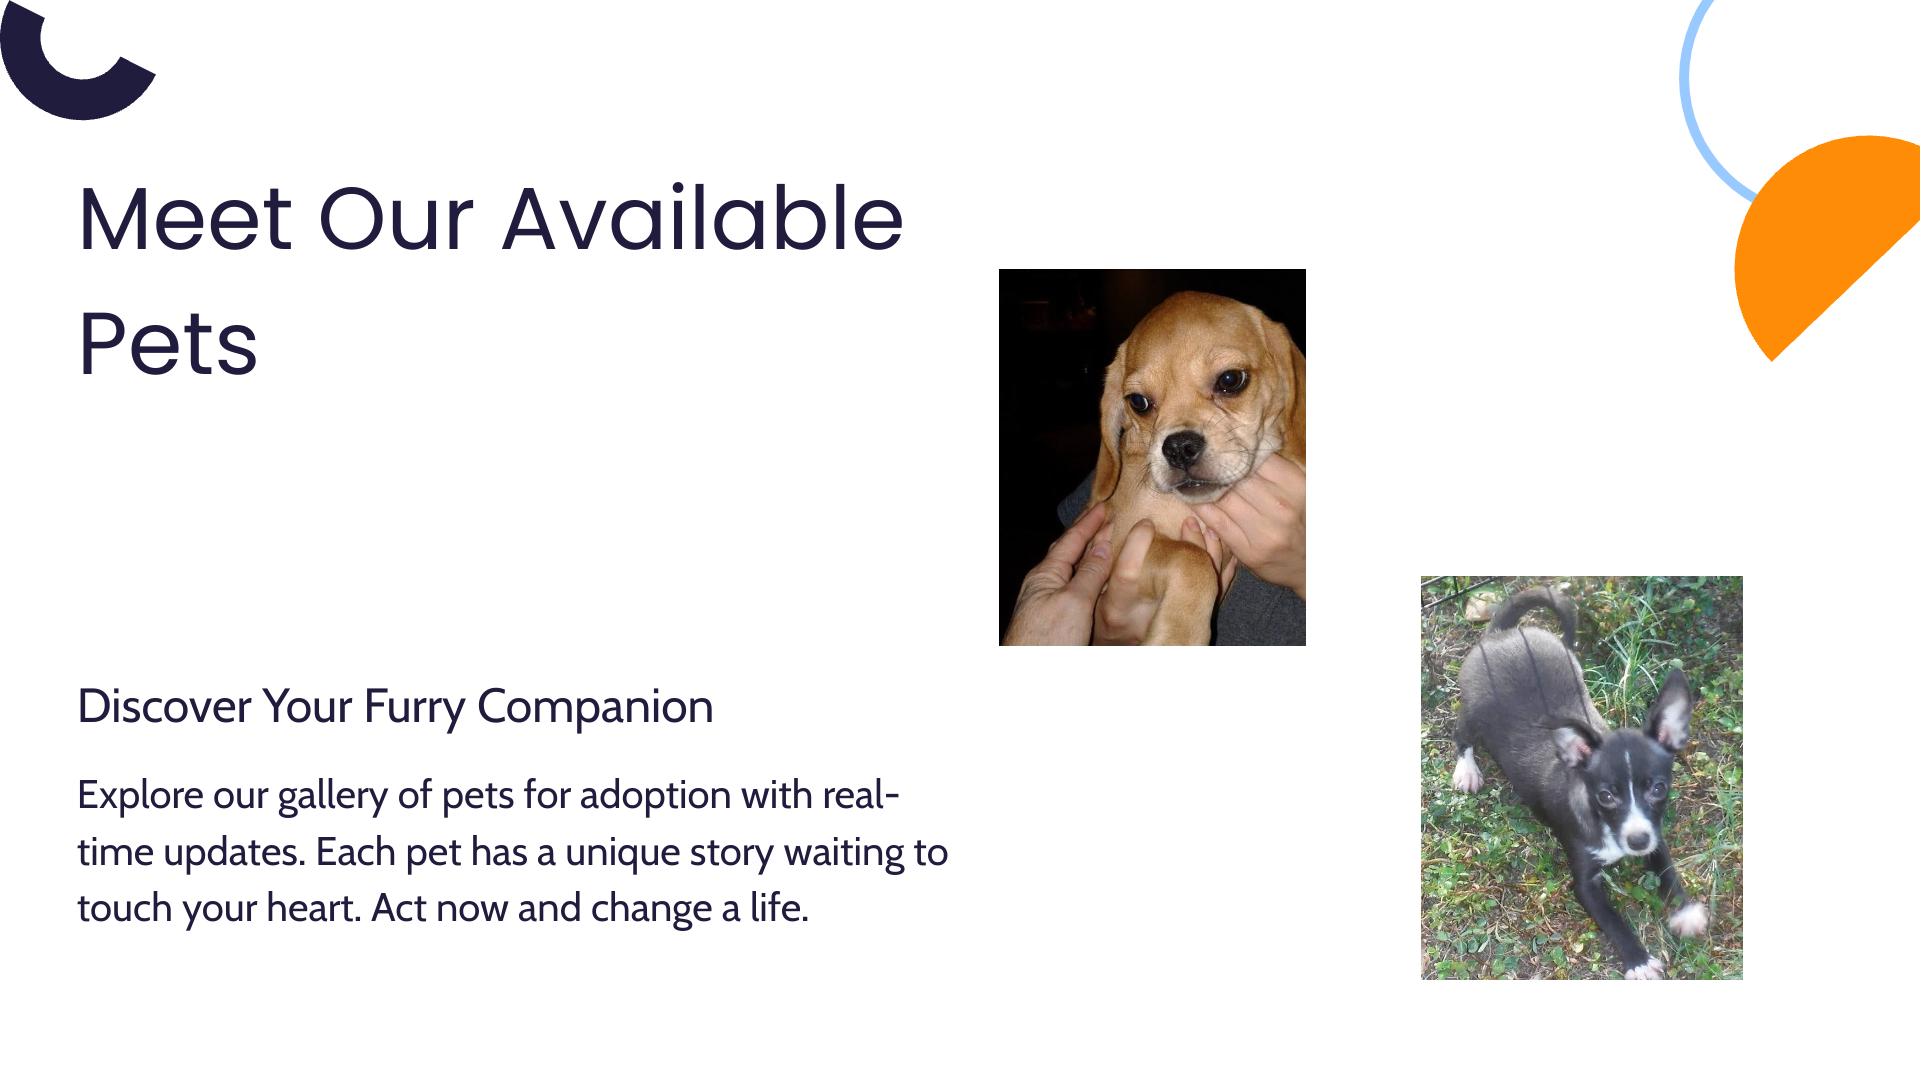 Meet Our Available
Pets
Discover Your Furry Companion
Explore our gallery of pets for adoption with real-
time updates. Each pet has a unique story waiting to
touch your heart. Act now and change a life.